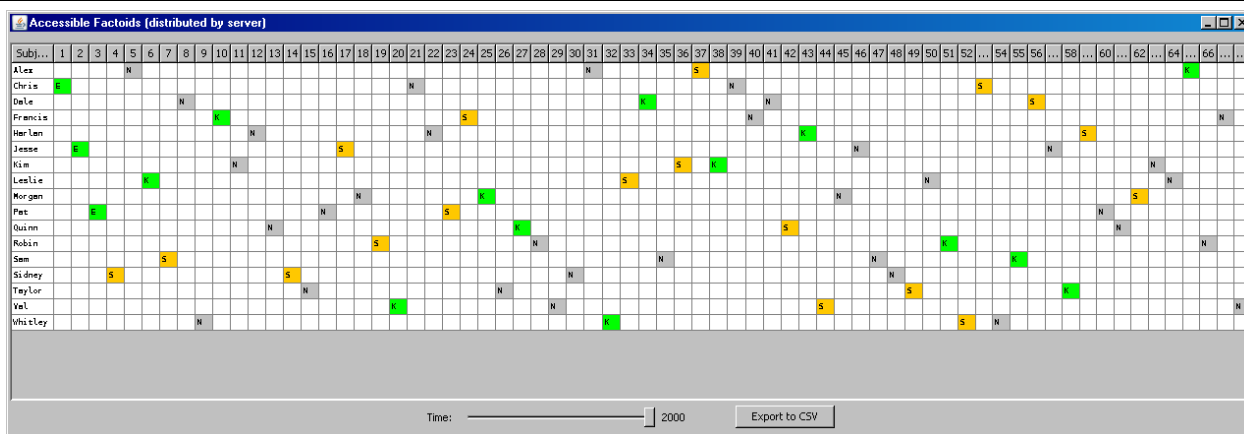 Accessible Factoids (distributed by server)
Subj... 1 2 3 4 5 6 7 8 9 10 11 12 13 14 15 16 17 18 19 20 21 22 23 24 25 26 27 28 29 30 31 32 33 34 35 36 37 38 39 40 41 42 43 44 45 46 47 48 49 50 51 52 ... 54 55 56 ... 58 ... 60 ... 62 ... 64 ... 66 ...
Alex N N S K
Chris E N N S
Dale N K N S
Francis K S N N
Harlan N N K S
Jesse E S N N
Kim N S K N
Leslie K S N N
Morgan N K N S
Pat E N S N
Quinn N K S N
Robin S N K N
Sam S N N K
Sidney S S N N
Taylor N N S K
Val K N S N
Whitley N K S N
Time: 2000 Export to CSV